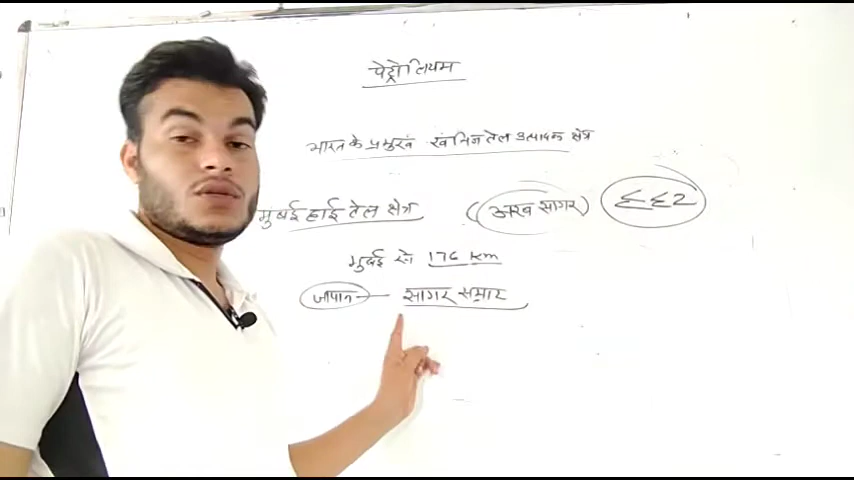 पेट्रोलियम
भारत के प्रमुख खनिज तेल उत्पादक क्षेत्र
मुंबई हाई तेल क्षेत्र (अरब सागर)
मुंबई से 176 km
जापान — सागर सम्राट